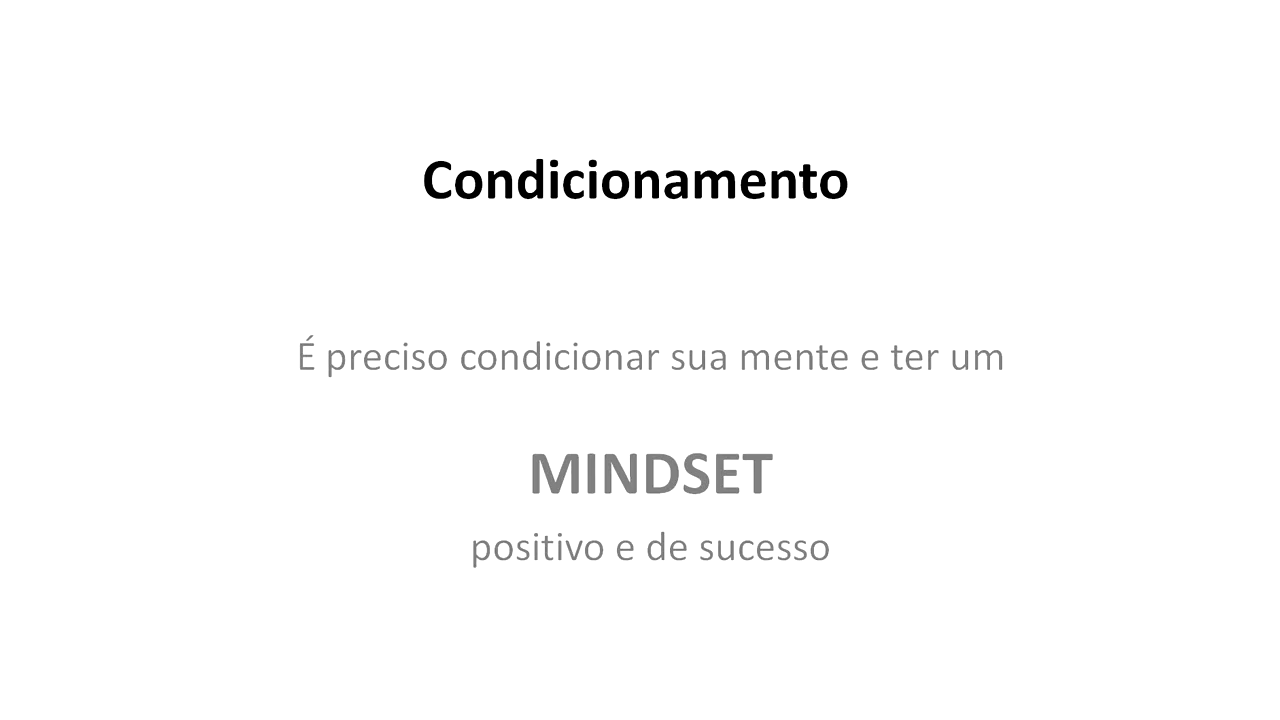 Condicionamento
É preciso condicionar sua mente e ter um
MINDSET
positivo e de sucesso